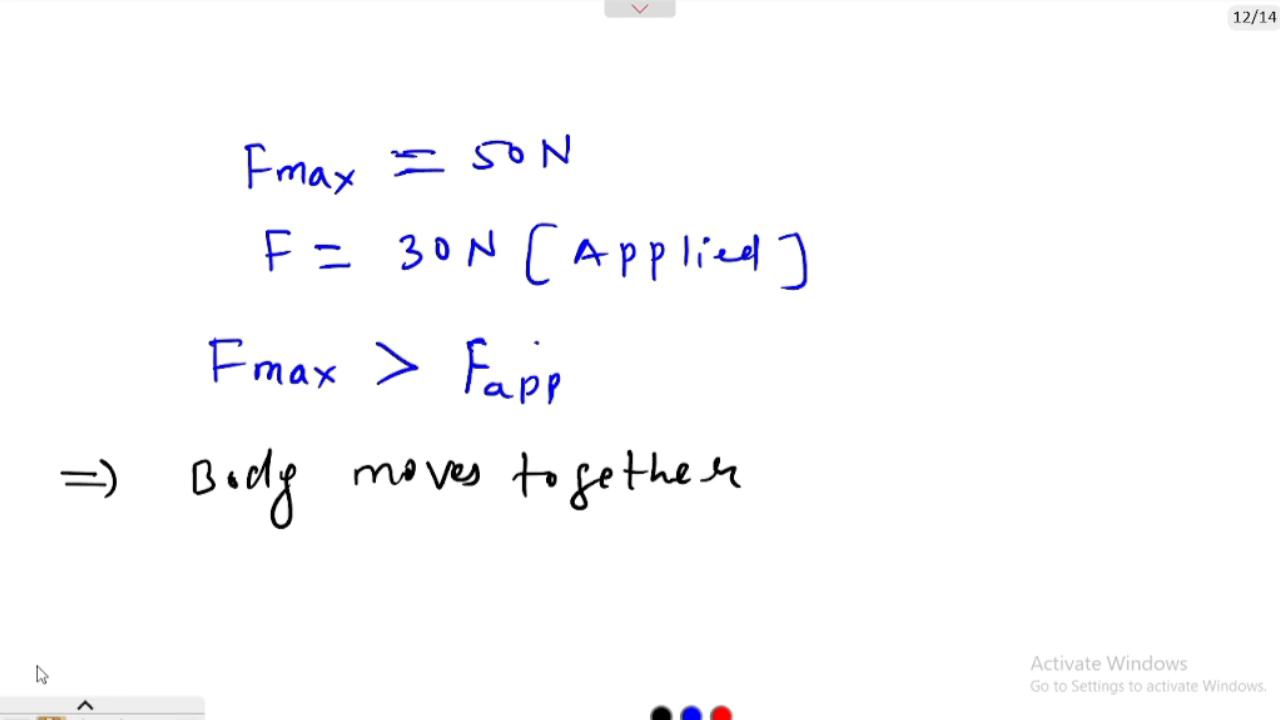 12/14
Fmax = 50N
F = 30N [Applied]
Fmax > Fapp
⇒ Body moves together
Activate Windows
Go to Settings to activate Windows.